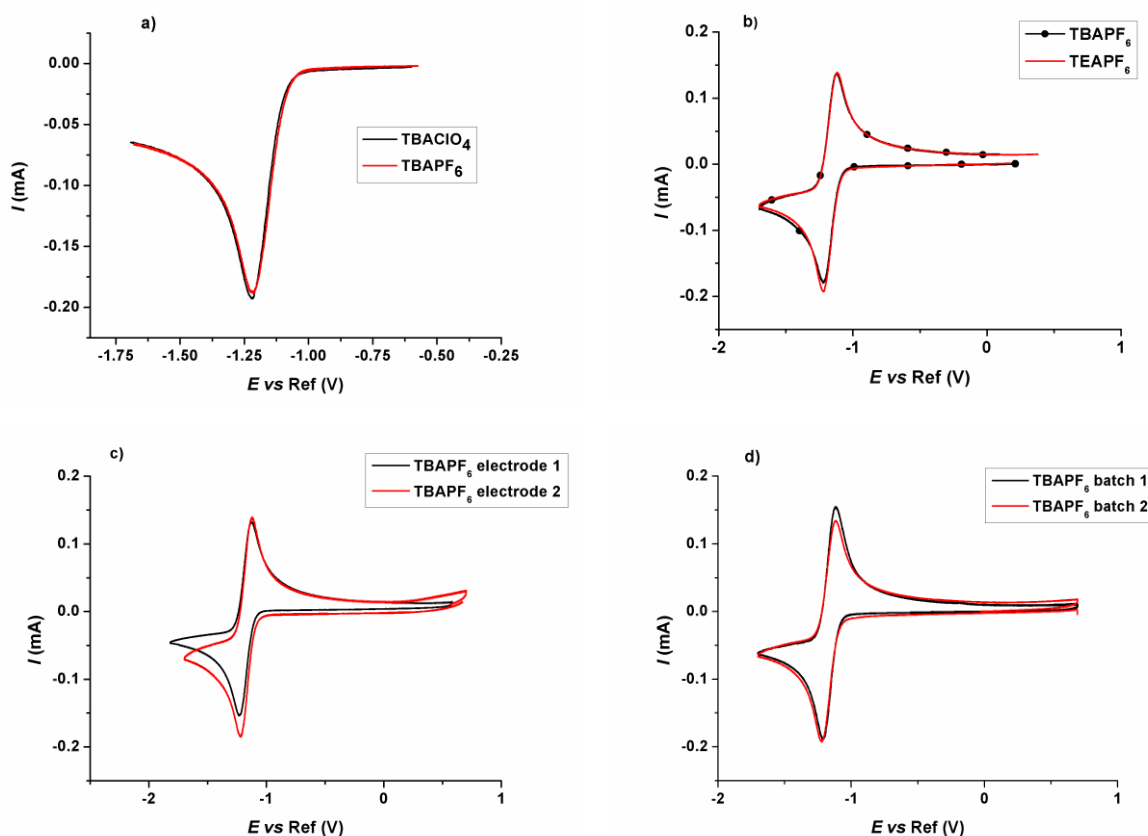 a)
0.00
-0.05
-0.10
-0.15
-0.20
I (mA)
TBAClO₄
TBAPF₆
-1.75 -1.50 -1.25 -1.00 -0.75 -0.50 -0.25
E vs Ref (V)
b)
TBAPF₆
TEAPF₆
0.2
0.1
0.0
-0.1
-0.2
I (mA)
-2 -1 0 1
E vs Ref (V)
c)
TBAPF₆ electrode 1
TBAPF₆ electrode 2
0.2
0.1
0.0
-0.1
-0.2
I (mA)
-2 -1 0 1
E vs Ref (V)
d)
TBAPF₆ batch 1
TBAPF₆ batch 2
0.2
0.1
0.0
-0.1
-0.2
I (mA)
-2 -1 0 1
E vs Ref (V)